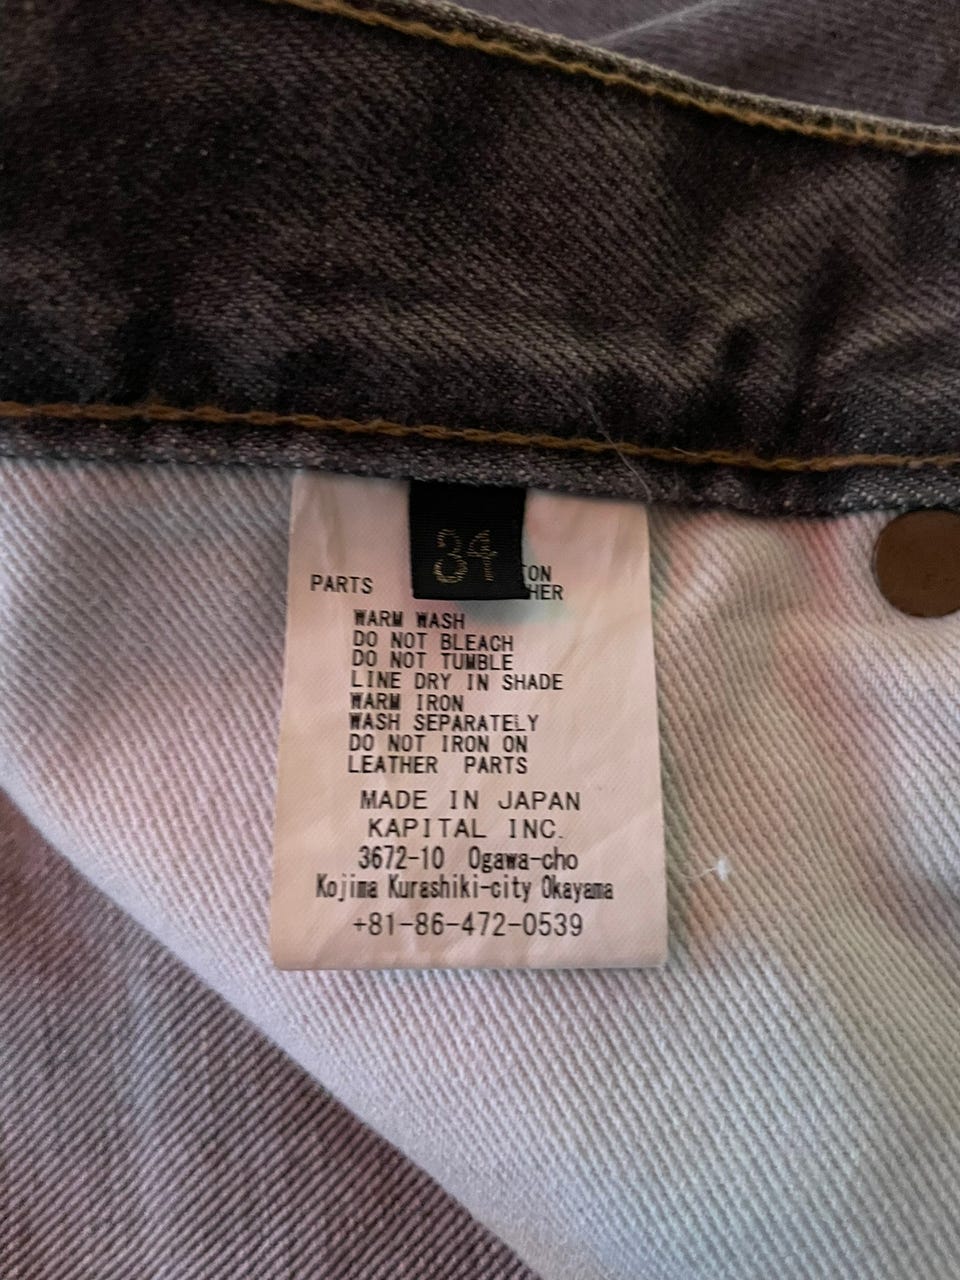 34
PARTS TON
HER
WARM WASH
DO NOT BLEACH
DO NOT TUMBLE
LINE DRY IN SHADE
WARM IRON
WASH SEPARATELY
DO NOT IRON ON
LEATHER PARTS
MADE IN JAPAN
KAPITAL INC.
3672-10 Ogawa-cho
Kojima Kurashiki-city Okayama
+81-86-472-0539